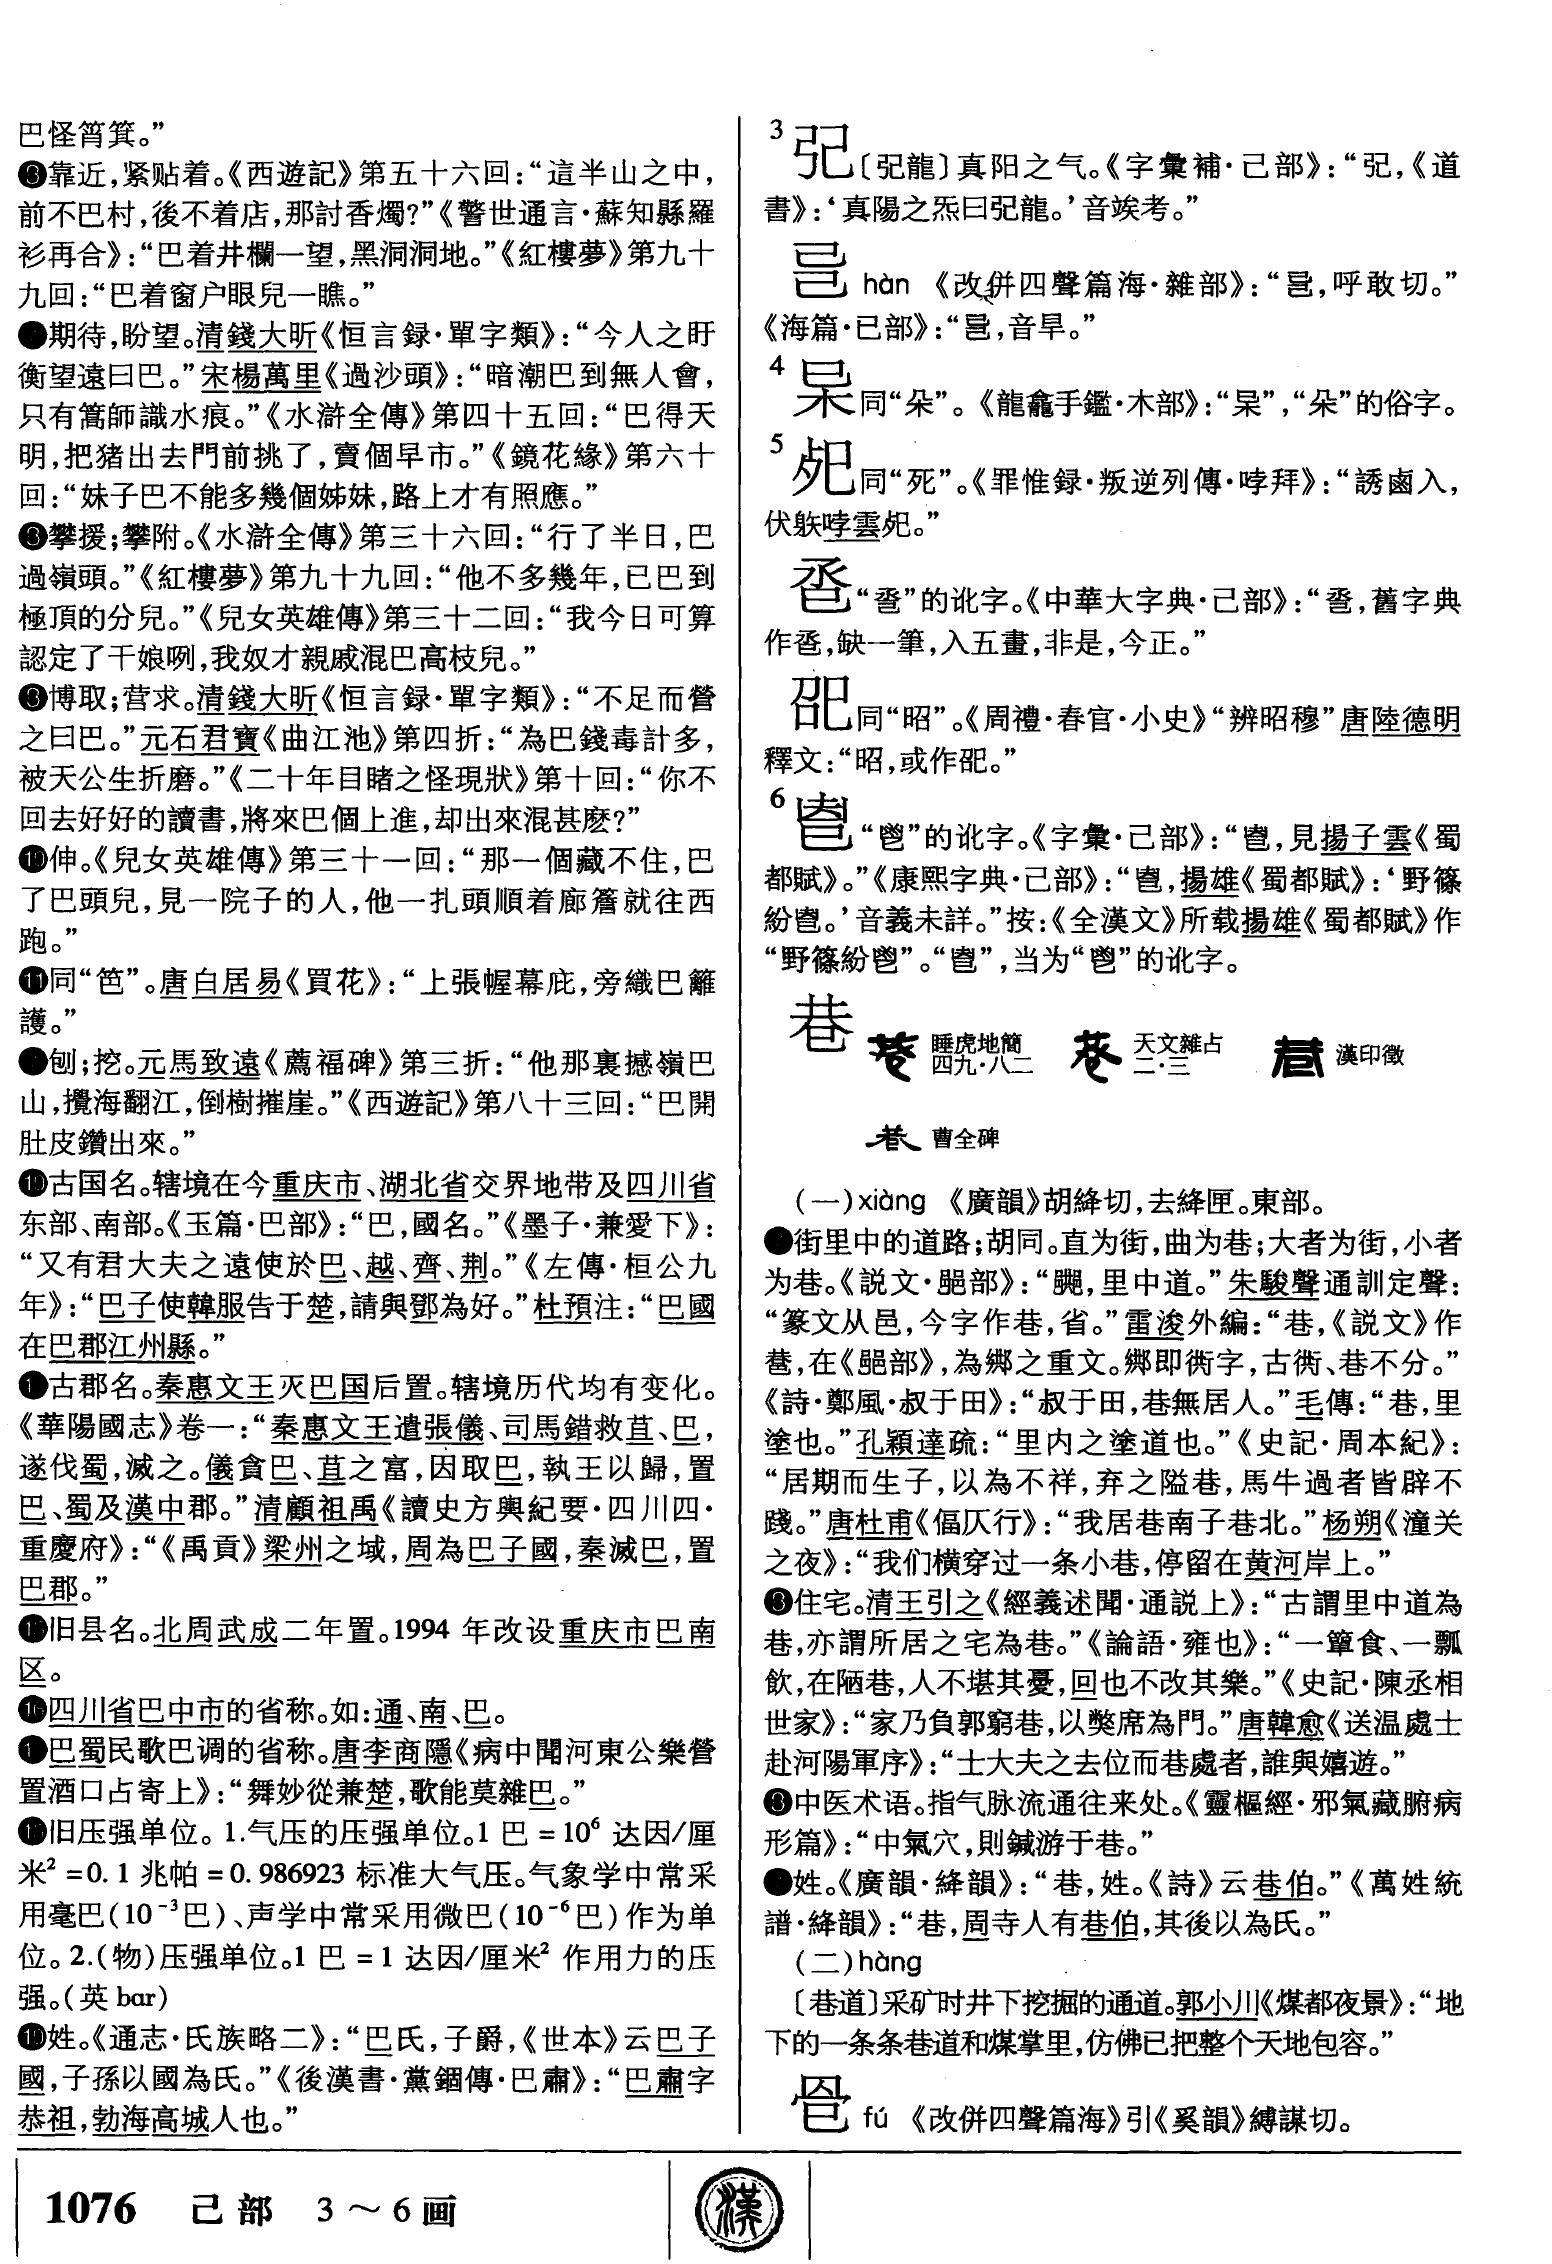 巴怪筲箕。”
靠近，紧贴着。《西遊記》第五十六回：“這半山之中，
前不巴村，後不着店，那討香燭？”《警世通言·蘇知縣羅
衫再合》：“巴着井欄一望，黑洞洞地。”《紅樓夢》第九十
九回：“巴着窗户眼兒一瞧。”
期待，盼望。清錢大昕《恒言録·單字類》：“今人之盱
衡望遠曰巴。”宋楊萬里《過沙頭》：“暗潮巴到無人會，
只有篙師識水痕。”《水滸全傳》第四十五回：“巴得天
明，把猪出去門前挑了，賣個早市。”《鏡花緣》第六十
回：“妹子巴不能多幾個姊妹，路上才有照應。”
攀援；攀附。《水滸全傳》第三十六回：“行了半日，巴
過嶺頭。”《紅樓夢》第九十九回：“他不多幾年，已巴到
極頂的分兒。”《兒女英雄傳》第三十二回：“我今日可算
認定了干娘咧，我奴才親戚混巴高枝兒。”
博取；营求。清錢大昕《恒言録·單字類》：“不足而營
之曰巴。”元石君寶《曲江池》第四折：“為巴錢毒計多，
被天公生折磨。”《二十年目睹之怪現狀》第十回：“你不
回去好好的讀書，將來巴個上進，却出來混甚麽？”
⑩伸。《兒女英雄傳》第三十一回：“那一個藏不住，巴
了巴頭兒，見一院子的人，他一扎頭順着廊簷就往西
跑。”
⑪同“笆”。唐白居易《買花》：“上張幄幕庇，旁織巴籬
護。”
刨；挖。元馬致遠《薦福碑》第三折：“他那裏撼嶺巴
山，攪海翻江，倒樹摧崖。”《西遊記》第八十三回：“巴開
肚皮鑽出來。”
古国名。辖境在今重庆市、湖北省交界地带及四川省
东部、南部。《玉篇·巴部》：“巴，國名。”《墨子·兼愛下》：
“又有君大夫之遠使於巴、越、齊、荆。”《左傳·桓公九
年》：“巴子使韓服告于楚，請與鄧為好。”杜預注：“巴國
在巴郡江州縣。”
古郡名。秦惠文王灭巴国后置。辖境历代均有变化。
《華陽國志》卷一：“秦惠文王遣張儀、司馬錯救苴、巴，
遂伐蜀，滅之。儀貪巴、苴之富，因取巴，執王以歸，置
巴、蜀及漢中郡。”清顧祖禹《讀史方輿紀要·四川四·
重慶府》：“《禹貢》梁州之域，周為巴子國，秦滅巴，置
巴郡。”
旧县名。北周武成二年置。1994 年改设重庆市巴南
区。
⑯四川省巴中市的省称。如：通、南、巴。
巴蜀民歌巴调的省称。唐李商隱《病中聞河東公樂營
置酒口占寄上》：“舞妙從兼楚，歌能莫雜巴。”
旧压强单位。1.气压的压强单位。1 巴 = 10⁶ 达因/厘
米² = 0.1 兆帕 = 0.986923 标准大气压。气象学中常采
用毫巴(10⁻³巴)、声学中常采用微巴(10⁻⁶巴)作为单
位。2.(物)压强单位。1 巴 = 1 达因/厘米² 作用力的压
强。(英 bar)
姓。《通志·氏族略二》：“巴氏，子爵，《世本》云巴子
國，子孫以國為氏。”《後漢書·黨錮傳·巴肅》：“巴肅字
恭祖，勃海高城人也。”
3
〔龍〕真阳之气。《字彙補·己部》：“，《道
書》：‘真陽之炁曰龍。’音竢考。”
hàn 《改併四聲篇海·雜部》：“，呼敢切。”
《海篇·已部》：“，音旱。”
4
同“朵”。《龍龕手鑑·木部》：“”，“朵”的俗字。
5
同“死”。《罪惟録·叛逆列傳·哱拜》：“誘鹵入，
伏䠶哱雲。”
“卺”的讹字。《中華大字典·己部》：“卺，舊字典
作，缺一筆，入五畫，非是，今正。”
同“昭”。《周禮·春官·小史》“辨昭穆”唐陸德明
釋文：“昭，或作。”
6
“”的讹字。《字彙·己部》：“，見揚子雲《蜀
都賦》。”《康熙字典·己部》：“，揚雄《蜀都賦》：‘野篠
紛。’音義未詳。”按：《全漢文》所载揚雄《蜀都賦》作
“野篠紛”。“”，当为“”的讹字。
巷 睡虎地簡四九·八二 天文雜占二·三 漢印徵
曹全碑
(一)xiàng 《廣韻》胡絳切，去絳匣。東部。
街里中的道路；胡同。直为街，曲为巷；大者为街，小者
为巷。《説文·𨛜部》：“，里中道。”朱駿聲通訓定聲：
“篆文从邑，今字作巷，省。”雷浚外編：“巷，《説文》作
，在《𨛜部》，為鄉之重文。鄉即衖字，古衖、巷不分。”
《詩·鄭風·叔于田》：“叔于田，巷無居人。”毛傳：“巷，里
塗也。”孔穎達疏：“里内之塗道也。”《史記·周本紀》：
“居期而生子，以為不祥，弃之隘巷，馬牛過者皆辟不
踐。”唐杜甫《偪仄行》：“我居巷南子巷北。”杨朔《潼关
之夜》：“我们横穿过一条小巷，停留在黄河岸上。”
住宅。清王引之《經義述聞·通説上》：“古謂里中道為
巷，亦謂所居之宅為巷。”《論語·雍也》：“一簞食、一瓢
飲，在陋巷，人不堪其憂，回也不改其樂。”《史記·陳丞相
世家》：“家乃負郭窮巷，以獘席為門。”唐韓愈《送温處士
赴河陽軍序》：“士大夫之去位而巷處者，誰與嬉遊。”
中医术语。指气脉流通往来处。《靈樞經·邪氣藏腑病
形篇》：“中氣穴，則鍼游于巷。”
姓。《廣韻·絳韻》：“巷，姓。《詩》云巷伯。”《萬姓統
譜·絳韻》：“巷，周寺人有巷伯，其後以為氏。”
(二)hàng
〔巷道〕采矿时井下挖掘的通道。郭小川《煤都夜景》：“地
下的一条条巷道和煤掌里，仿佛已把整个天地包容。”
fú 《改併四聲篇海》引《奚韻》縛謀切。
1076 己部 3～6画
漢